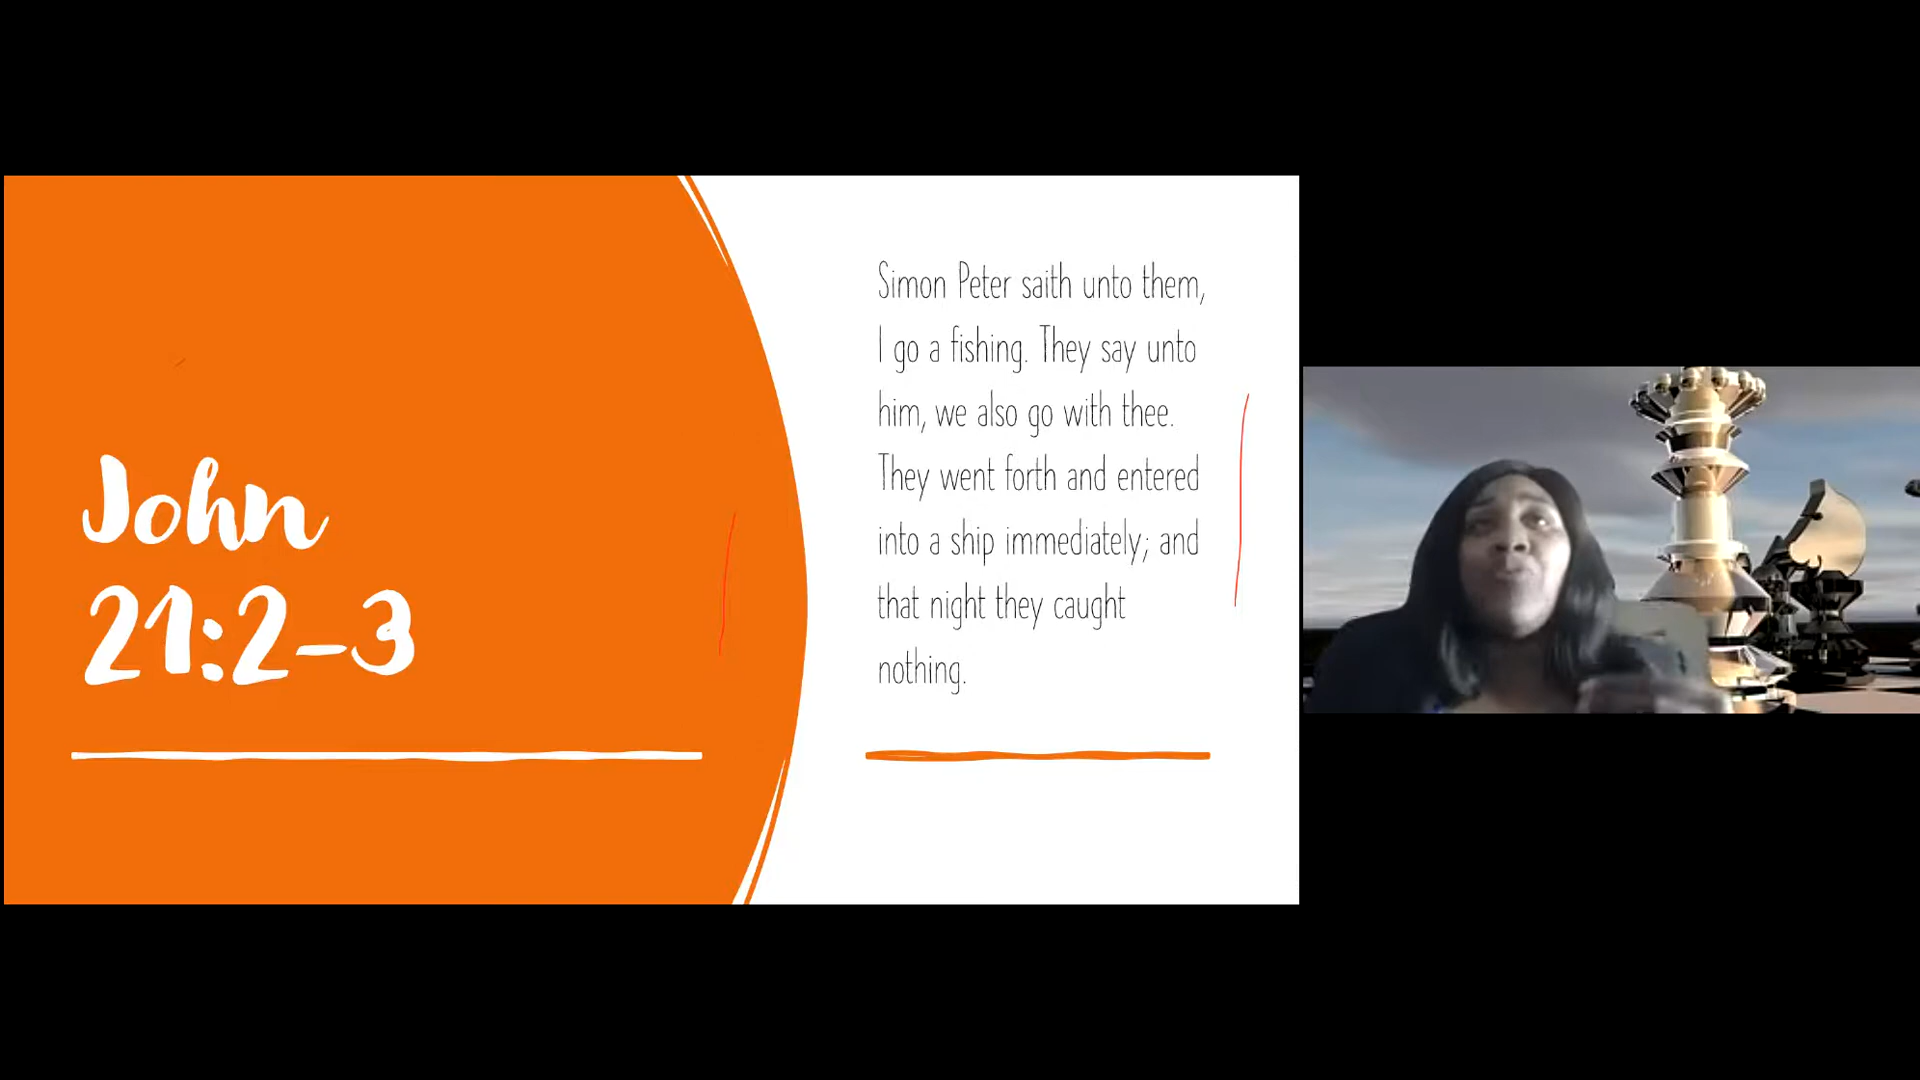 John
21:2-3
Simon Peter saith unto them,
I go a fishing. They say unto
him, we also go with thee.
They went forth and entered
into a ship immediately; and
that night they caught
nothing.